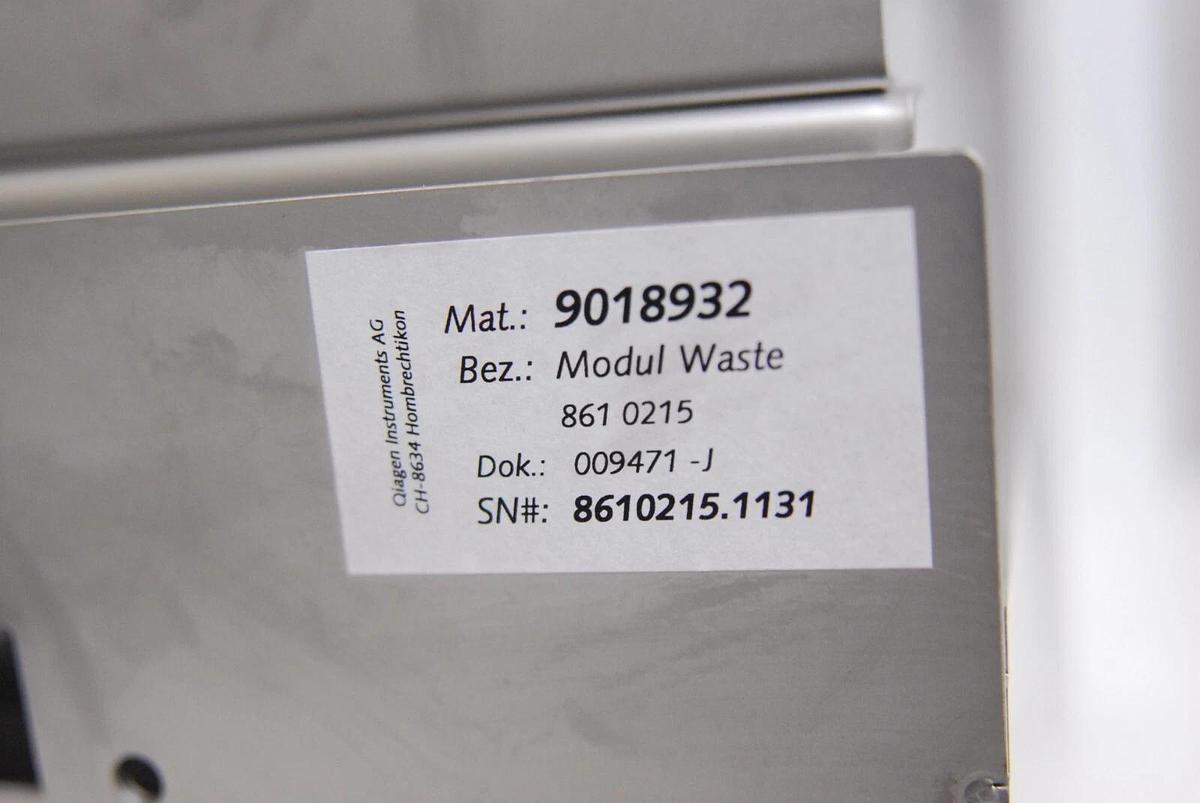 Qiagen Instruments AG
CH-8634 Hombrechtikon
Mat.: 9018932
Bez.: Modul Waste
861 0215
Dok.: 009471 -J
SN#: 8610215.1131